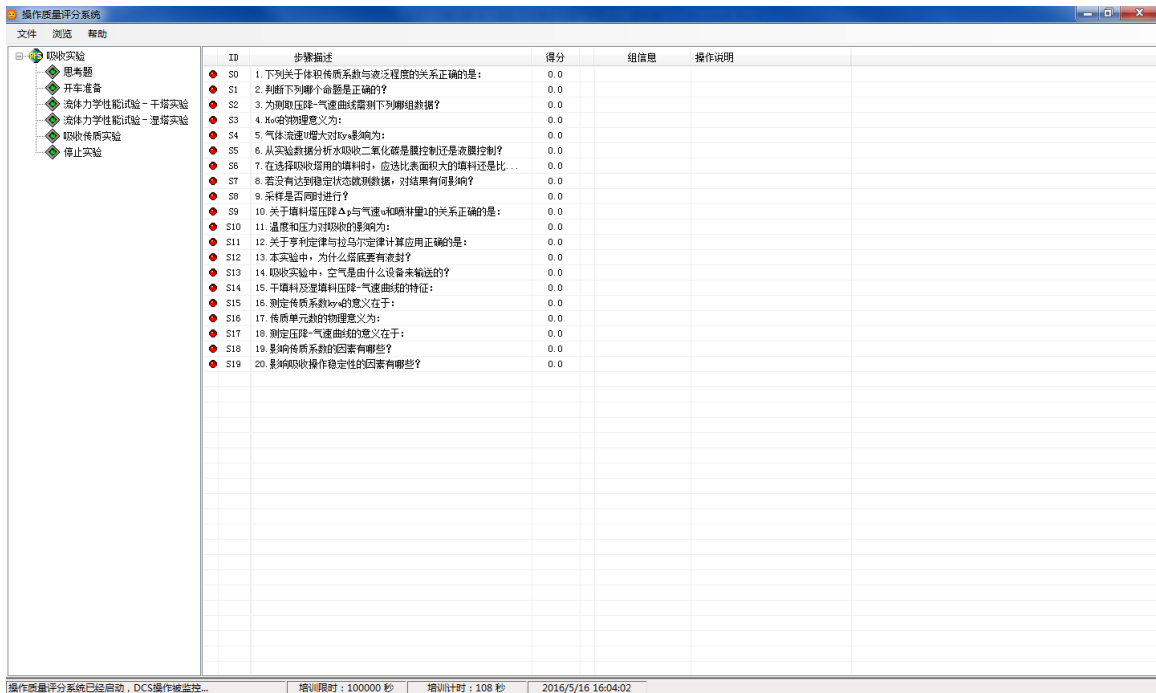 操作质量评分系统
文件 浏览 帮助
吸收实验
思考题
开车准备
流体力学性能试验-干塔实验
流体力学性能试验-湿塔实验
吸收传质实验
停止实验
ID 步骤描述 得分 组信息 操作说明
S0 1.下列关于体积传质系数与液泛程度的关系正确的是: 0.0
S1 2.判断下列哪个命题是正确的? 0.0
S2 3.为测取压降-气速曲线需测下列哪组数据? 0.0
S3 4.HoG的物理意义为: 0.0
S4 5.气体流速U增大对Kya影响为: 0.0
S5 6.从实验数据分析水吸收二氧化碳是膜控制还是液膜控制? 0.0
S6 7.在选择吸收塔用的填料时，应选比表面积大的填料还是比... 0.0
S7 8.若没有达到稳定状态就测数据，对结果有何影响? 0.0
S8 9.采样是否同时进行? 0.0
S9 10.关于填料塔压降Δp与气速u和喷淋量l的关系正确的是: 0.0
S10 11.温度和压力对吸收的影响为: 0.0
S11 12.关于亨利定律与拉乌尔定律计算应用正确的是: 0.0
S12 13.本实验中，为什么塔底要有液封? 0.0
S13 14.吸收实验中，空气是由什么设备来输送的? 0.0
S14 15.干填料及湿填料压降-气速曲线的特征: 0.0
S15 16.测定传质系数kya的意义在于: 0.0
S16 17.传质单元数的物理意义为: 0.0
S17 18.测定压降-气速曲线的意义在于: 0.0
S18 19.影响传质系数的因素有哪些? 0.0
S19 20.影响吸收操作稳定性的因素有哪些? 0.0
操作质量评分系统已经启动，DCS操作被监控... 培训限时：100000 秒 培训计时：108 秒 2016/5/16 16:04:02